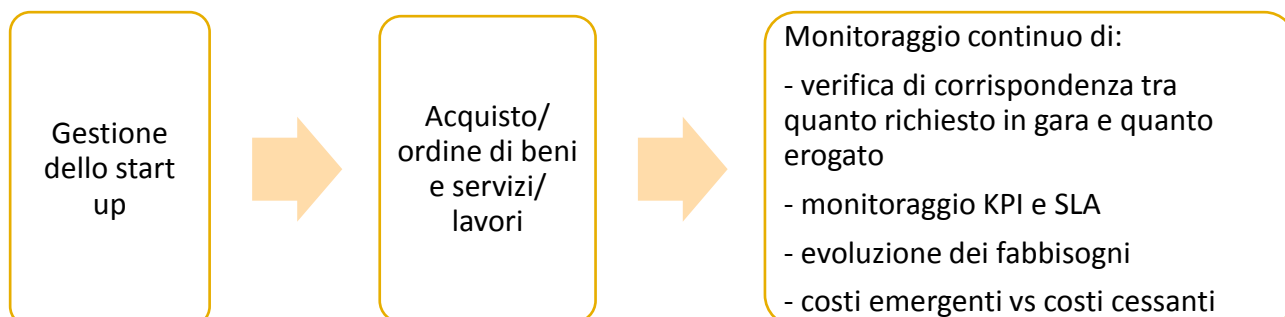 Gestione
dello start
up
Acquisto/
ordine di beni
e servizi/
lavori
Monitoraggio continuo di:
- verifica di corrispondenza tra
quanto richiesto in gara e quanto
erogato
- monitoraggio KPI e SLA
- evoluzione dei fabbisogni
- costi emergenti vs costi cessanti